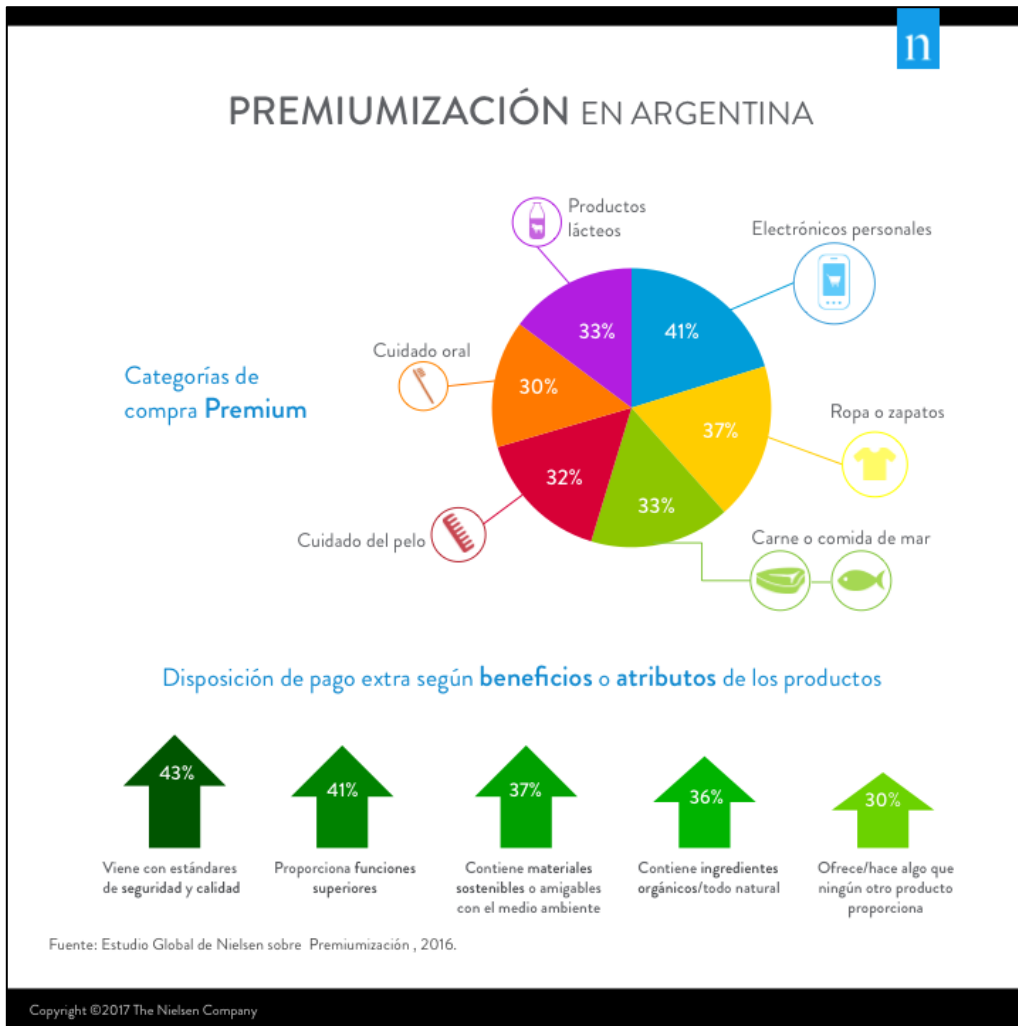 n
PREMIUMIZACIÓN EN ARGENTINA
Productos
lácteos
Electrónicos personales
33%
41%
Cuidado oral
Categorías de
compra Premium
30%
37%
Ropa o zapatos
32%
33%
Cuidado del pelo
Carne o comida de mar
Disposición de pago extra según beneficios o atributos de los productos
43%
41%
37%
36%
30%
Viene con estándares
de seguridad y calidad
Proporciona funciones
superiores
Contiene materiales
sostenibles o amigables
con el medio ambiente
Contiene ingredientes
orgánicos/todo natural
Ofrece/hace algo que
ningún otro producto
proporciona
Fuente: Estudio Global de Nielsen sobre Premiumización , 2016.
Copyright ©2017 The Nielsen Company